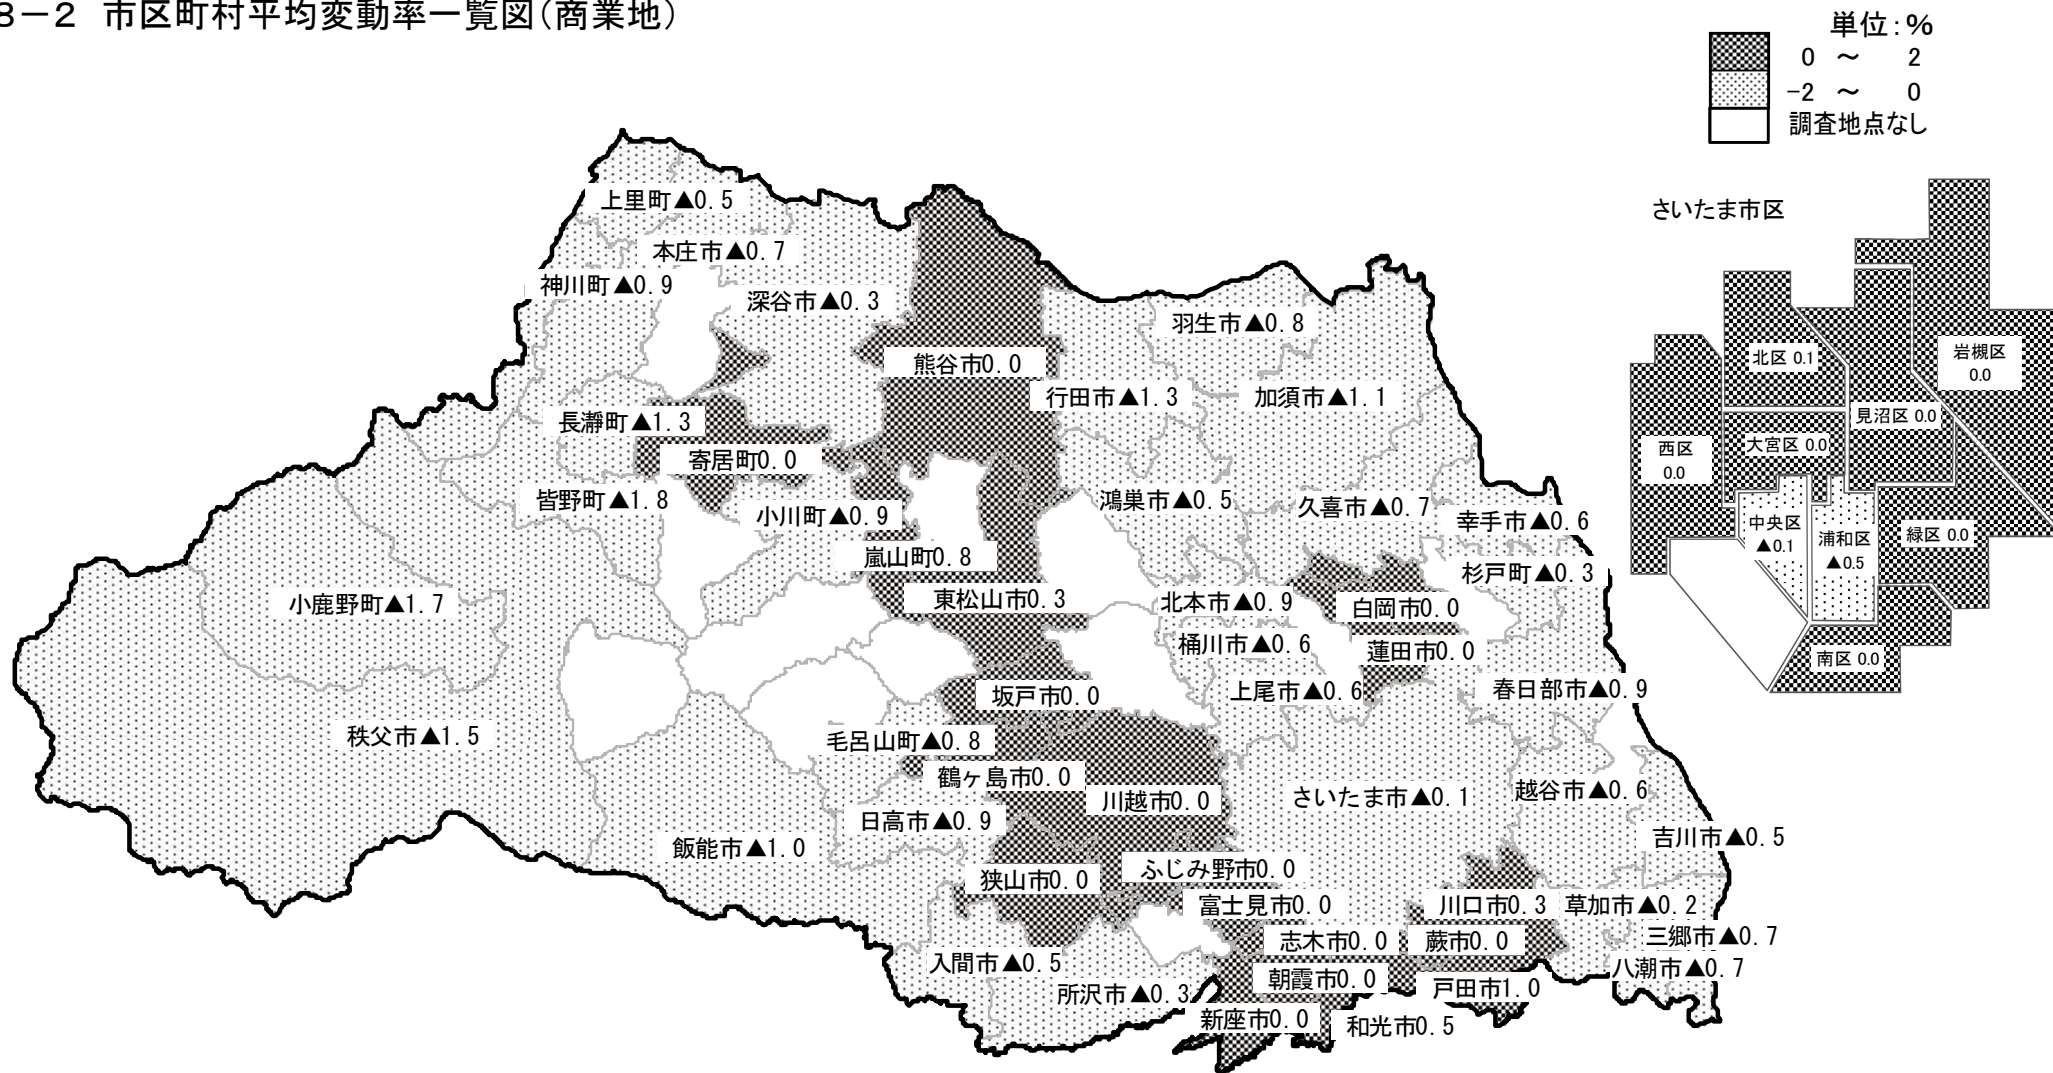 8－2 市区町村平均変動率一覧図（商業地）
単位：％
0 ～ 2
-2 ～ 0
調査地点なし
さいたま市区
上里町▲0.5
本庄市▲0.7
神川町▲0.9
深谷市▲0.3
羽生市▲0.8
熊谷市0.0
行田市▲1.3
加須市▲1.1
長瀞町▲1.3
寄居町0.0
皆野町▲1.8
小川町▲0.9
鴻巣市▲0.5
久喜市▲0.7
幸手市▲0.6
嵐山町0.8
杉戸町▲0.3
小鹿野町▲1.7
東松山市0.3
北本市▲0.9
白岡市0.0
桶川市▲0.6
蓮田市0.0
坂戸市0.0
上尾市▲0.6
春日部市▲0.9
秩父市▲1.5
毛呂山町▲0.8
鶴ヶ島市0.0
川越市0.0
さいたま市▲0.1
越谷市▲0.6
日高市▲0.9
吉川市▲0.5
飯能市▲1.0
狭山市0.0
ふじみ野市0.0
富士見市0.0
川口市0.3
草加市▲0.2
志木市0.0
蕨市0.0
三郷市▲0.7
入間市▲0.5
朝霞市0.0
八潮市▲0.7
所沢市▲0.3
戸田市1.0
新座市0.0
和光市0.5
北区 0.1
岩槻区
0.0
見沼区 0.0
西区
0.0
大宮区 0.0
中央区
▲0.1
浦和区
▲0.5
緑区 0.0
南区 0.0